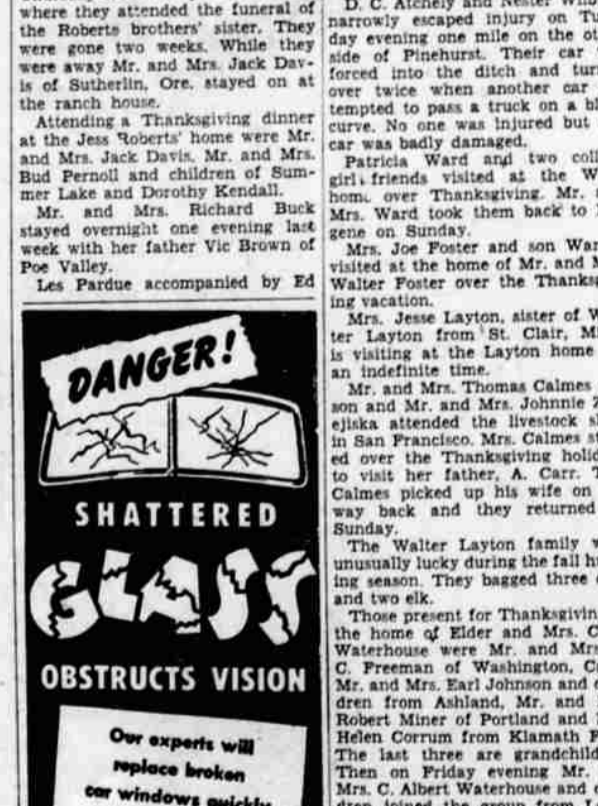 where they attended the funeral of
the Roberts brothers' sister. They
were gone two weeks. While they
were away Mr. and Mrs. Jack Dav-
is of Sutherlin, Ore. stayed on at
the ranch house.
Attending a Thanksgiving dinner
at the Jess Roberts' home were Mr.
and Mrs. Jack Davis, Mr. and Mrs.
Bud Pernoll and children of Sum-
mer Lake and Dorothy Kendall.
Mr. and Mrs. Richard Buck
stayed overnight one evening last
week with her father Vic Brown of
Poe Valley.
Les Pardue accompanied by Ed
DANGER!
SHATTERED
GLASS
OBSTRUCTS VISION
Our experts will
replace broken
car windows quickly
D. C. Atchely and Nester
narrowly escaped injury on Tu
day evening one mile on the ot
side of Pinehurst. Their car
forced into the ditch and tur
over twice when another car
tempted to pass a truck on a bl
curve. No one was injured but
car was badly damaged.
Patricia Ward and two coll
girl friends visited at the W
home over Thanksgiving. Mr.
Mrs. Ward took them back to
gene on Sunday.
Mrs. Joe Foster and son War
visited at the home of Mr. and M
Walter Foster over the Thanksg
ing vacation.
Mrs. Jesse Layton, sister of W
ter Layton from St. Clair, M
is visiting at the Layton home
an indefinite time.
Mr. and Mrs. Thomas Calmes
son and Mr. and Mrs. Johnnie Z
ejiska attended the livestock s
in San Francisco. Mrs. Calmes st
ed over the Thanksgiving holid
to visit her father, A. Carr. T
Calmes picked up his wife on
way back and they returned
Sunday.
The Walter Layton family w
unusually lucky during the fall h
ing season. They bagged three
and two elk.
Those present for Thanksgivin
the home of Elder and Mrs. C
Waterhouse were Mr. and Mrs
C. Freeman of Washington, C
Mr. and Mrs. Earl Johnson and
dren from Ashland, Mr. and
Robert Miner of Portland and
Helen Corrum from Klamath F
The last three are grandchild
Then on Friday evening Mr.
Mrs. C. Albert Waterhouse and
dren joined the group from